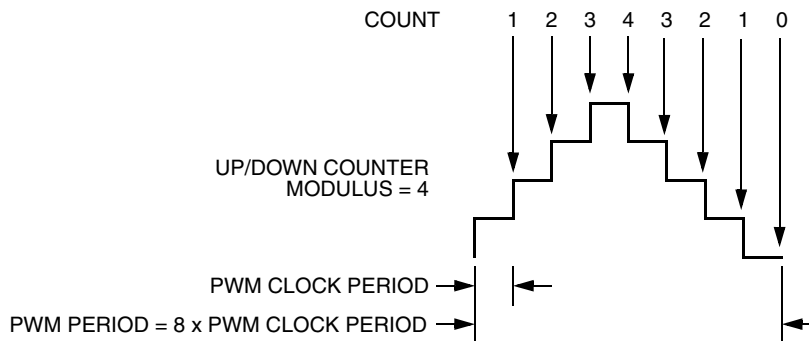 COUNT 1 2 3 4 3 2 1 0
UP/DOWN COUNTER
MODULUS = 4
PWM CLOCK PERIOD
PWM PERIOD = 8 x PWM CLOCK PERIOD